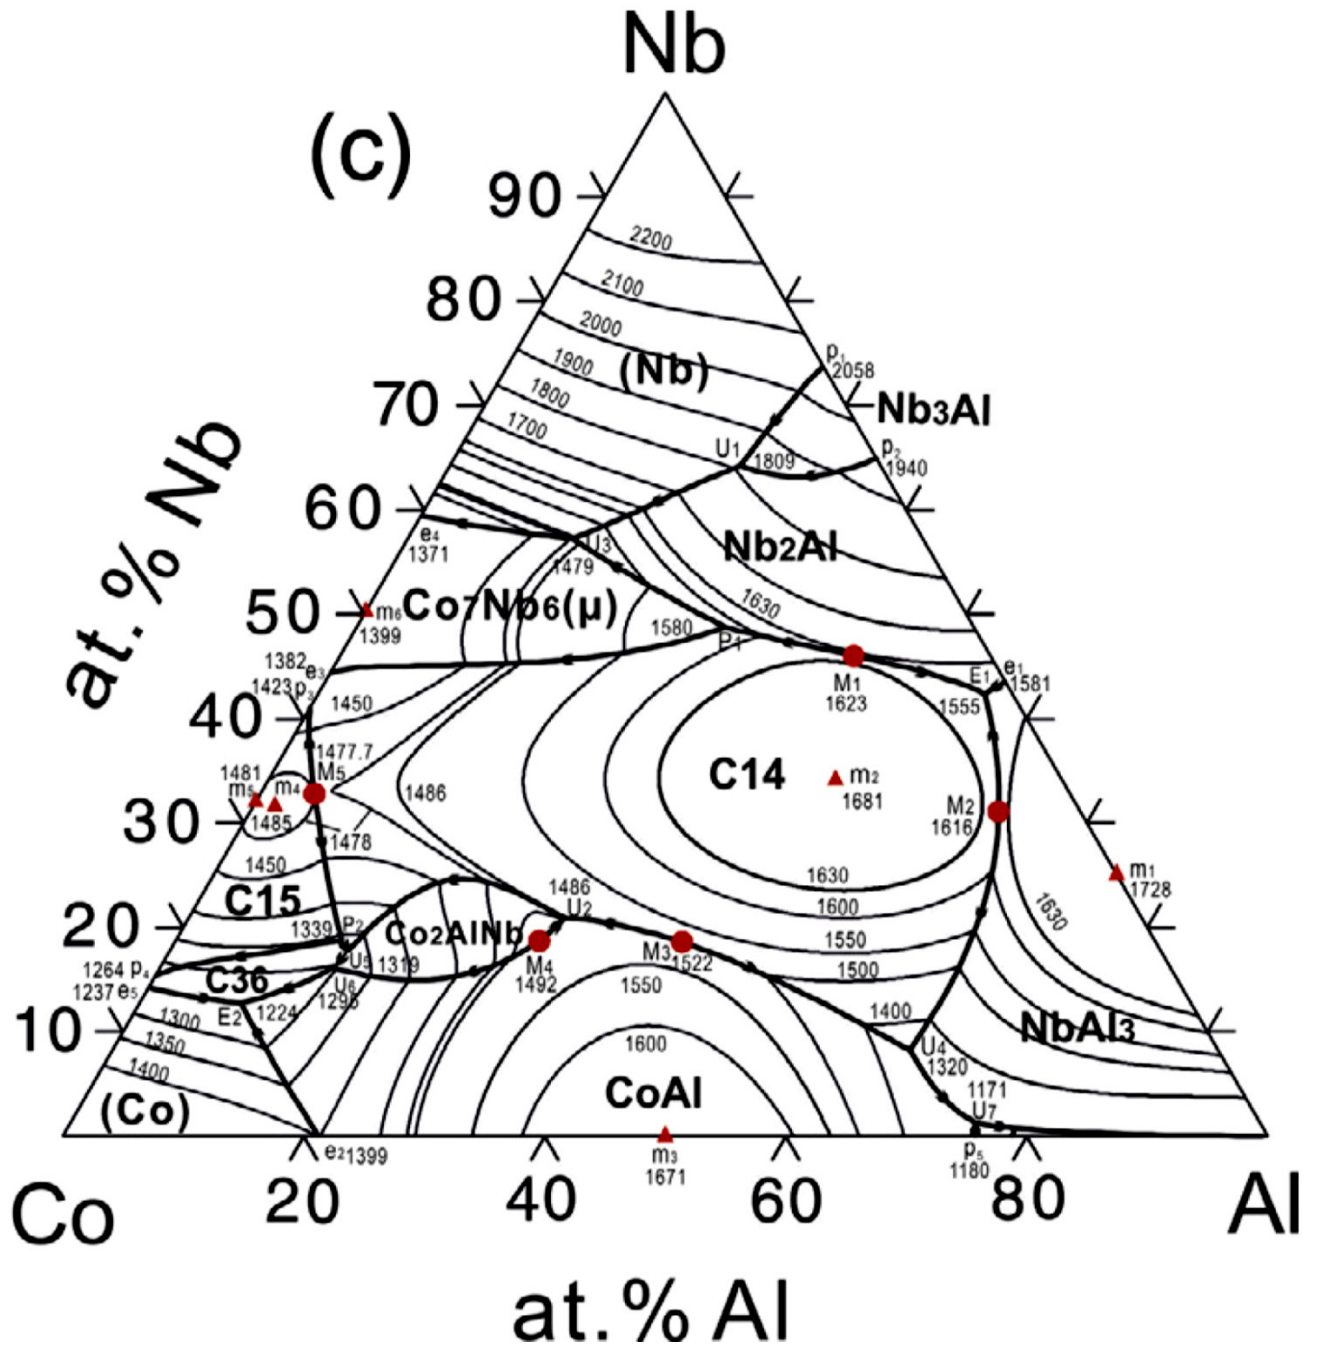 Nb
(c)
90
2200
80
2100
2000
p1
2058
1900
(Nb)
70
1800
Nb3Al
1700
U1
1809
p2
1940
60
at.% Nb
e4
1371
U3
1479
Nb2Al
50
m6
1399
Co7Nb6(μ)
1630
1580
P1
1382 e3
1423 p3
M1
1623
E1
e1
1581
1555
40
1450
1477.7
C14
m2
1681
1481
m5
m4
M5
1485
1486
M2
1616
30
1478
1450
1630
m1
1728
C15
1486
1600
1630
20
U2
1339
P2
Co2AlNb
1550
M3
1522
1264 p4
U5
1319
M4
1492
1500
C36
1237 e5
U6
1295
1550
E2
1224
1400
10
1300
1350
1400
1600
NbAl3
U4
1320
(Co)
CoAl
1171
U7
e2 1399
m3
1671
p5
1180
Co
20
40
60
80
Al
at.% Al